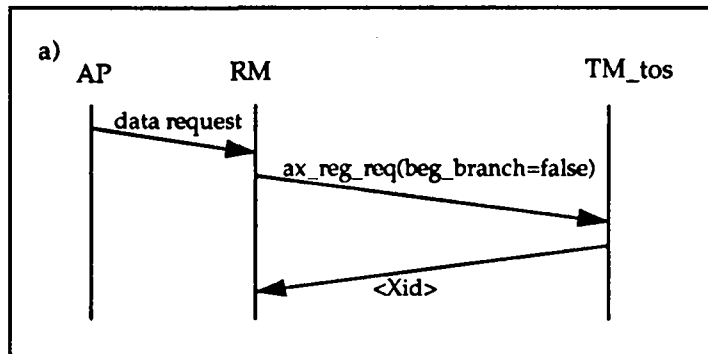 a)
AP RM TM_tos
data request
ax_reg_req(beg_branch=false)
<Xid>